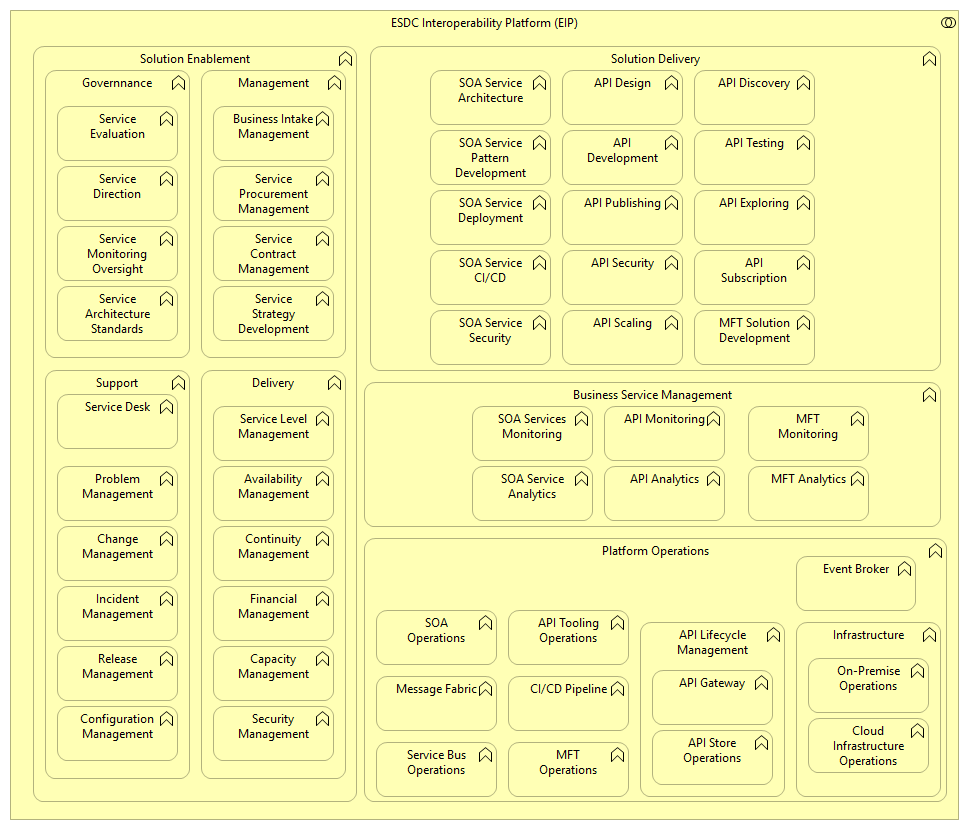 ESDC Interoperability Platform (EIP)
Solution Enablement
Governnance
Service
Evaluation
Service
Direction
Service
Monitoring
Oversight
Service
Architecture
Standards
Management
Business Intake
Management
Service
Procurement
Management
Service
Contract
Management
Service
Strategy
Development
Support
Service Desk
Problem
Management
Change
Management
Incident
Management
Release
Management
Configuration
Management
Delivery
Service Level
Management
Availability
Management
Continuity
Management
Financial
Management
Capacity
Management
Security
Management
Solution Delivery
SOA Service
Architecture
API Design
API Discovery
SOA Service
Pattern
Development
API
Development
API Testing
SOA Service
Deployment
API Publishing
API Exploring
SOA Service
CI/CD
API Security
API
Subscription
SOA Service
Security
API Scaling
MFT Solution
Development
Business Service Management
SOA Services
Monitoring
API Monitoring
MFT
Monitoring
SOA Service
Analytics
API Analytics
MFT Analytics
Platform Operations
Event Broker
SOA
Operations
API Tooling
Operations
Message Fabric
CI/CD Pipeline
Service Bus
Operations
MFT
Operations
API Lifecycle
Management
API Gateway
API Store
Operations
Infrastructure
On-Premise
Operations
Cloud
Infrastructure
Operations